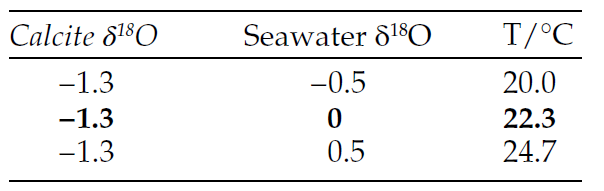 Calcite δ¹⁸O Seawater δ¹⁸O T/°C
–1.3 –0.5 20.0
–1.3 0 22.3
–1.3 0.5 24.7